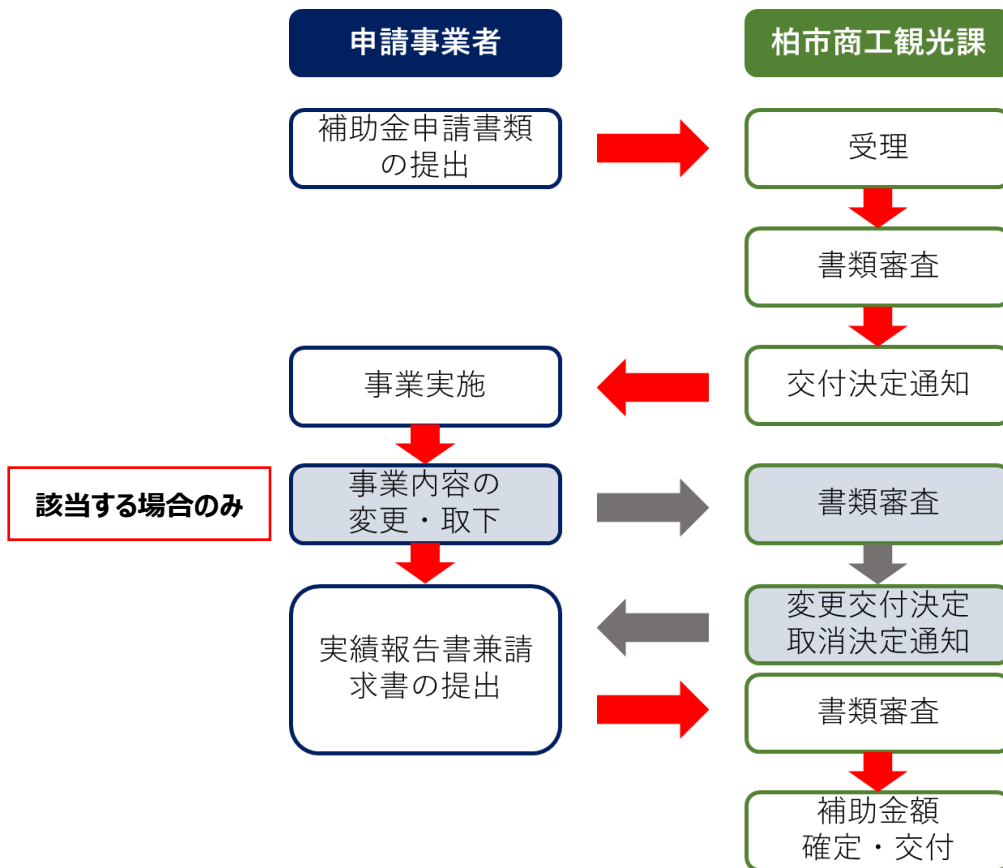 申請事業者
柏市商工観光課
補助金申請書類
の提出
受理
書類審査
事業実施
交付決定通知
該当する場合のみ
事業内容の
変更・取下
書類審査
変更交付決定
取消決定通知
実績報告書兼請
求書の提出
書類審査
補助金額
確定・交付